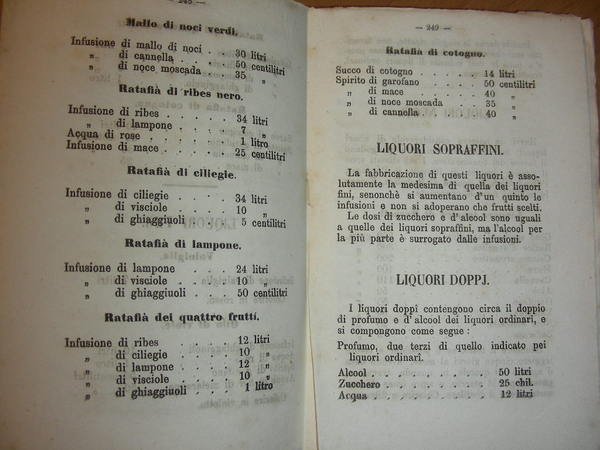 — 248 —
Mallo di noci verdi.
Infusione di mallo di noci . . . 30 litri
„ di cannella . . . . 50 centilitri
„ di noce moscada . . . 35 „
Ratafià di ribes nero.
Infusione di ribes . . . . . 34 litri
„ di lampone . . . . 7 „
Acqua di rose . . . . . 1 litro
Infusione di mace . . . . . 25 centilitri
Ratafià di ciliegie.
Infusione di ciliegie . . . . 34 litri
„ di visciole . . . . 10 „
„ di ghiaggiuoli . . . 5 centilitri
Ratafià di lampone.
Infusione di lampone . . . . 24 litri
„ di visciole . . . . 10 „
„ di ghiaggiuoli . . . 50 centilitri
Ratafià dei quattro frutti.
Infusione di ribes . . . . . 12 litri
„ di ciliegie . . . . 10 „
„ di lampone . . . . 12 „
„ di visciole . . . . 10 „
„ di ghiaggiuoli . . . 1 litro
— 249 —
Ratafià di cotogno.
Succo di cotogno . . . . . 14 litri
Spirito di garofano . . . . 50 centilitri
„ di mace . . . . . 40 „
„ di noce moscada . . . 35 „
„ di cannella . . . . 40 „
LIQUORI SOPRAFFINI.
La fabbricazione di questi liquori è asso-
lutamente la medesima di quella dei liquori
fini, senonchè si aumentano d'un quinto le
infusioni e non si adoperano che frutti scelti.
Le dosi di zucchero e d'alcool sono uguali
a quelle dei liquori sopraffini, ma l'alcool per
la più parte è surrogato dalle infusioni.
LIQUORI DOPPJ.
I liquori doppî contengono circa il doppio
di profumo e d'alcool dei liquori ordinari, e
si compongono come segue :
Profumo, due terzi di quello indicato pei
liquori ordinarî.
Alcool . . . . . . . 50 litri
Zucchero . . . . . . 25 chil.
Acqua . . . . . . . 12 litri